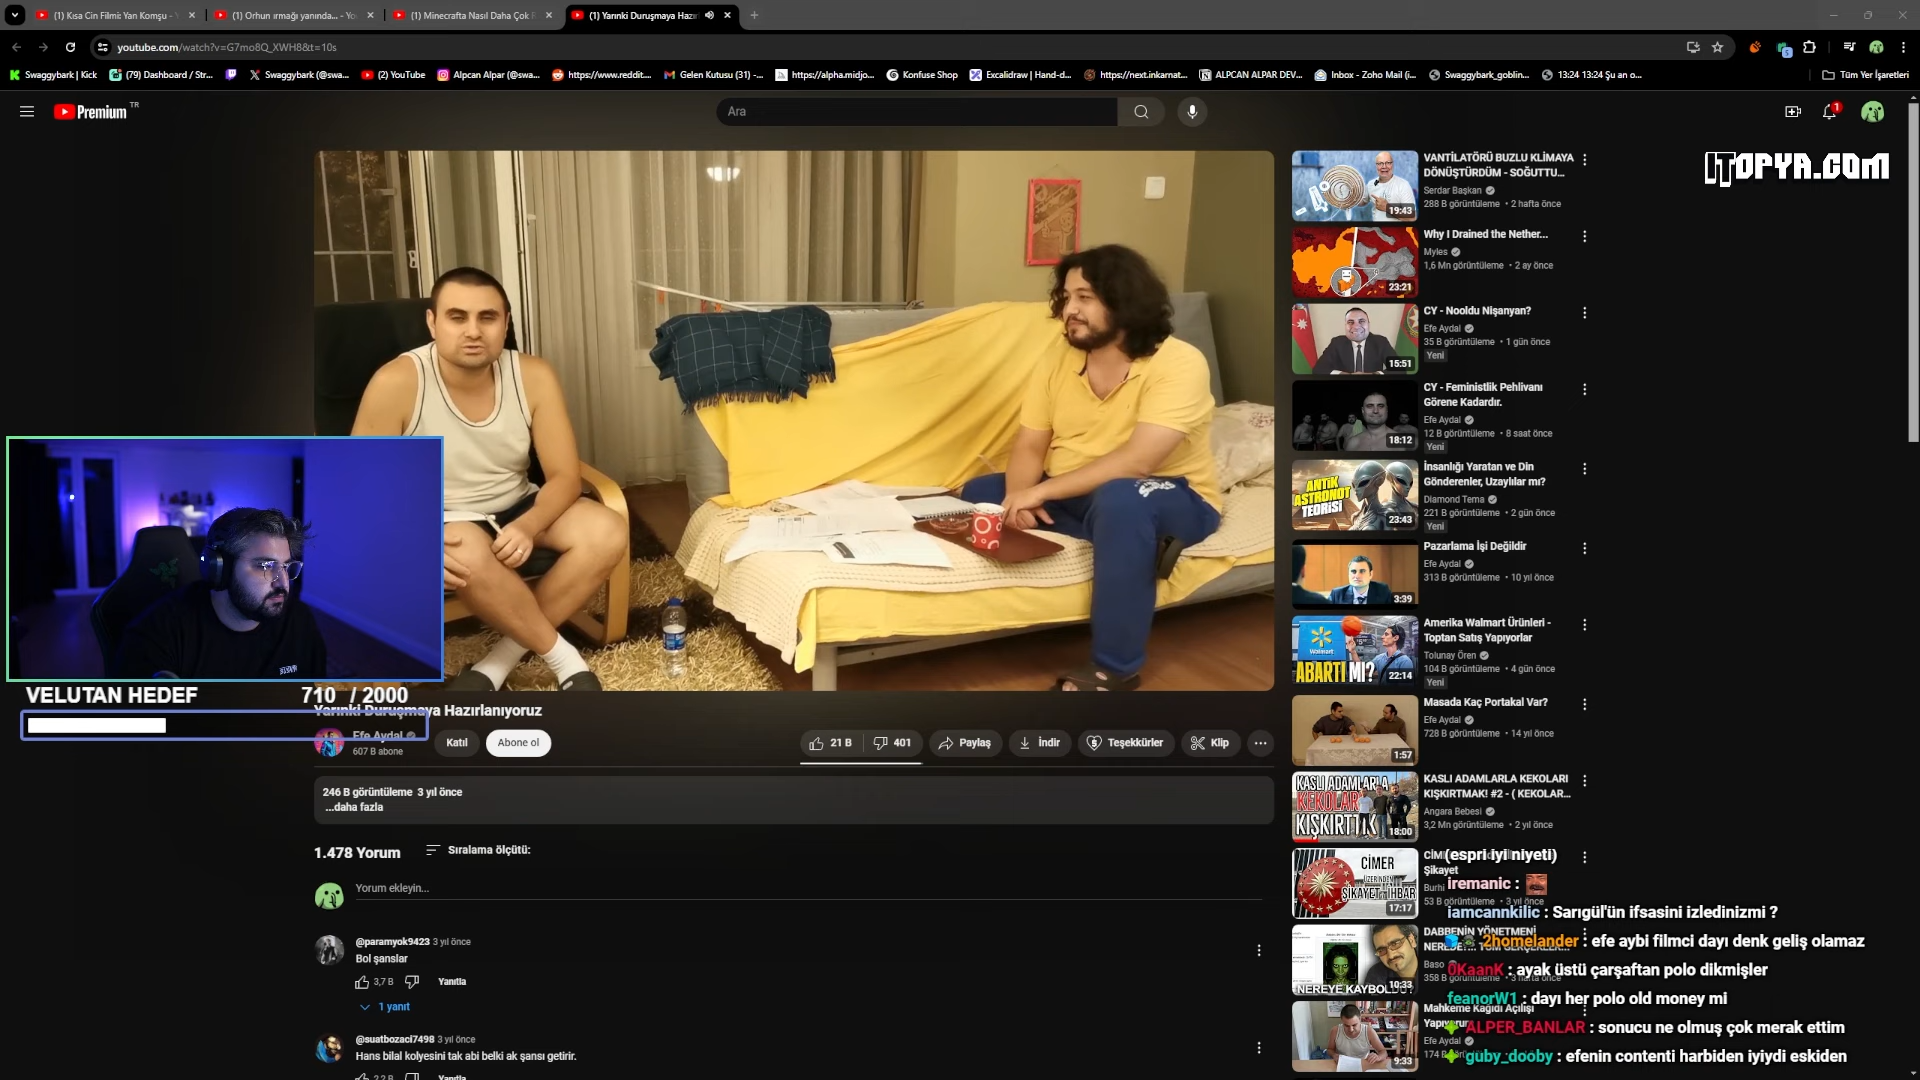 (1) Kısa Cin Filmi: Yan Komşu -
(1) Orhun ırmağı yanında... - Yo
(1) Minecrafta Nasıl Daha Çok
(1) Yarınki Duruşmaya Hazır
youtube.com/watch?v=G7mo8Q_XWH8&t=10s
Swaggybark | Kick
(79) Dashboard / Str...
Swaggybark (@swa...
(2) YouTube
Alpcan Alpar (@swa...
https://www.reddit....
Gelen Kutusu (31) -...
https://alpha.midjo...
Konfuse Shop
Excalidraw | Hand-d...
https://next.inkarnat...
ALPCAN ALPAR DEV...
Inbox - Zoho Mail (i...
Swaggybark_goblin...
13:24 13:24 Şu an o...
Tüm Yer İşaretleri
Premium TR
Ara
1
ITOPYA.COM
VELUTAN HEDEF 710 / 2000
Yarınki Duruşmaya Hazırlanıyoruz
Efe Aydal
607 B abone
Katıl
Abone ol
21 B
401
Paylaş
İndir
Teşekkürler
Klip
246 B görüntüleme 3 yıl önce
...daha fazla
1.478 Yorum
Sıralama ölçütü:
Yorum ekleyin...
@paramyok9423 3 yıl önce
Bol şanslar
3,7 B
Yanıtla
1 yanıt
@suatbozaci7498 3 yıl önce
Hans bilal kolyesini tak abi belki ak şansı getirir.
2,2 B
Yanıtla
19:43
VANTİLATÖRÜ BUZLU KLİMAYA
DÖNÜŞTÜRDÜM - SOĞUTTU...
Serdar Başkan
288 B görüntüleme • 2 hafta önce
23:21
Why I Drained the Nether...
Myles
1,6 Mn görüntüleme • 2 ay önce
15:51
CY - Nooldu Nişanyan?
Efe Aydal
35 B görüntüleme • 1 gün önce
Yeni
18:12
CY - Feministlik Pehlivanı
Görene Kadardır.
Efe Aydal
12 B görüntüleme • 8 saat önce
Yeni
ANTİK
ASTRONOT
TEORİSİ
23:43
İnsanlığı Yaratan ve Din
Gönderenler, Uzaylılar mı?
Diamond Tema
221 B görüntüleme • 2 gün önce
Yeni
3:39
Pazarlama İşi Değildir
Efe Aydal
313 B görüntüleme • 10 yıl önce
Walmart
ABARTI MI?
22:14
Amerika Walmart Ürünleri -
Toptan Satış Yapıyorlar
Tolunay Ören
104 B görüntüleme • 4 gün önce
Yeni
1:57
Masada Kaç Portakal Var?
Efe Aydal
728 B görüntüleme • 14 yıl önce
KASLI ADAMLARLA
KEKOLARI
KIŞKIRTTIK
18:00
KASLI ADAMLARLA KEKOLARI
KIŞKIRTMAK! #2 - ( KEKOLAR...
Angara Bebesi
3,2 Mn görüntüleme • 2 yıl önce
CİMER
ÜZERİNDEN
ŞİKAYET - İHBAR
17:17
Şikayet
Burhi
53 B görüntüleme • 3 yıl önce
NEREYE KAYBOLDU?
10:33
DABBENİN YÖNETMENİ
Baso
358 B görüntüleme • 3 hafta önce
9:33
Mahkeme Kağıdı Açılışı
Yapıyorum
Efe Aydal
(espri iyi niyeti)
iremanic :
iamcannkilic : Sarıgül'ün ifsasini izledinizmi ?
2homelander : efe aybi filmci dayı denk geliş olamaz
0KaanK : ayak üstü çarşaftan polo dikmişler
feanorW1 : dayı her polo old money mi
ALPER_BANLAR : sonucu ne olmuş çok merak ettim
guby_dooby : efenin contenti harbiden iyiydi eskiden